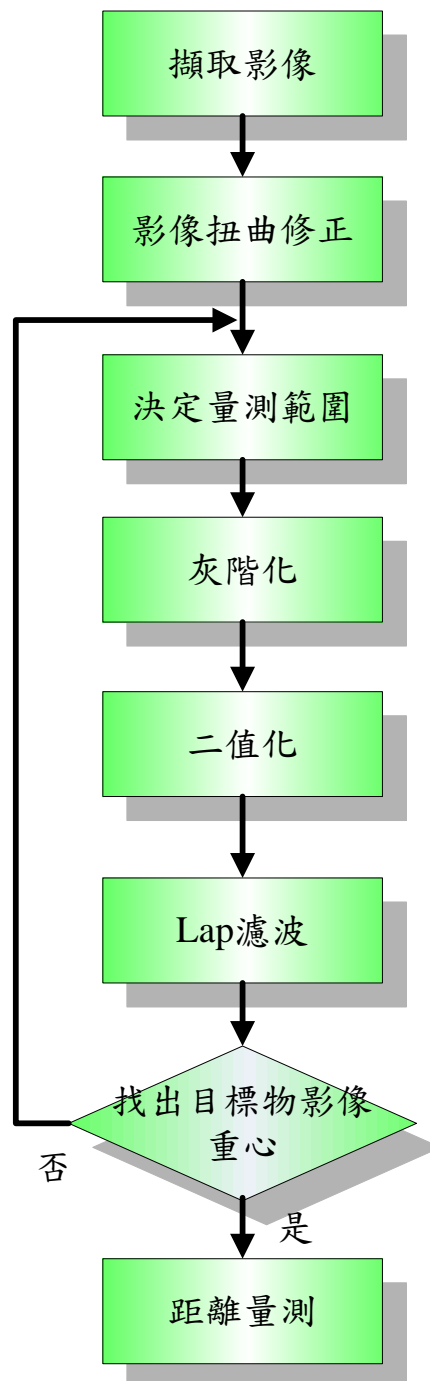 擷取影像
影像扭曲修正
決定量測範圍
灰階化
二值化
Lap濾波
找出目標物影像
重心
否
是
距離量測